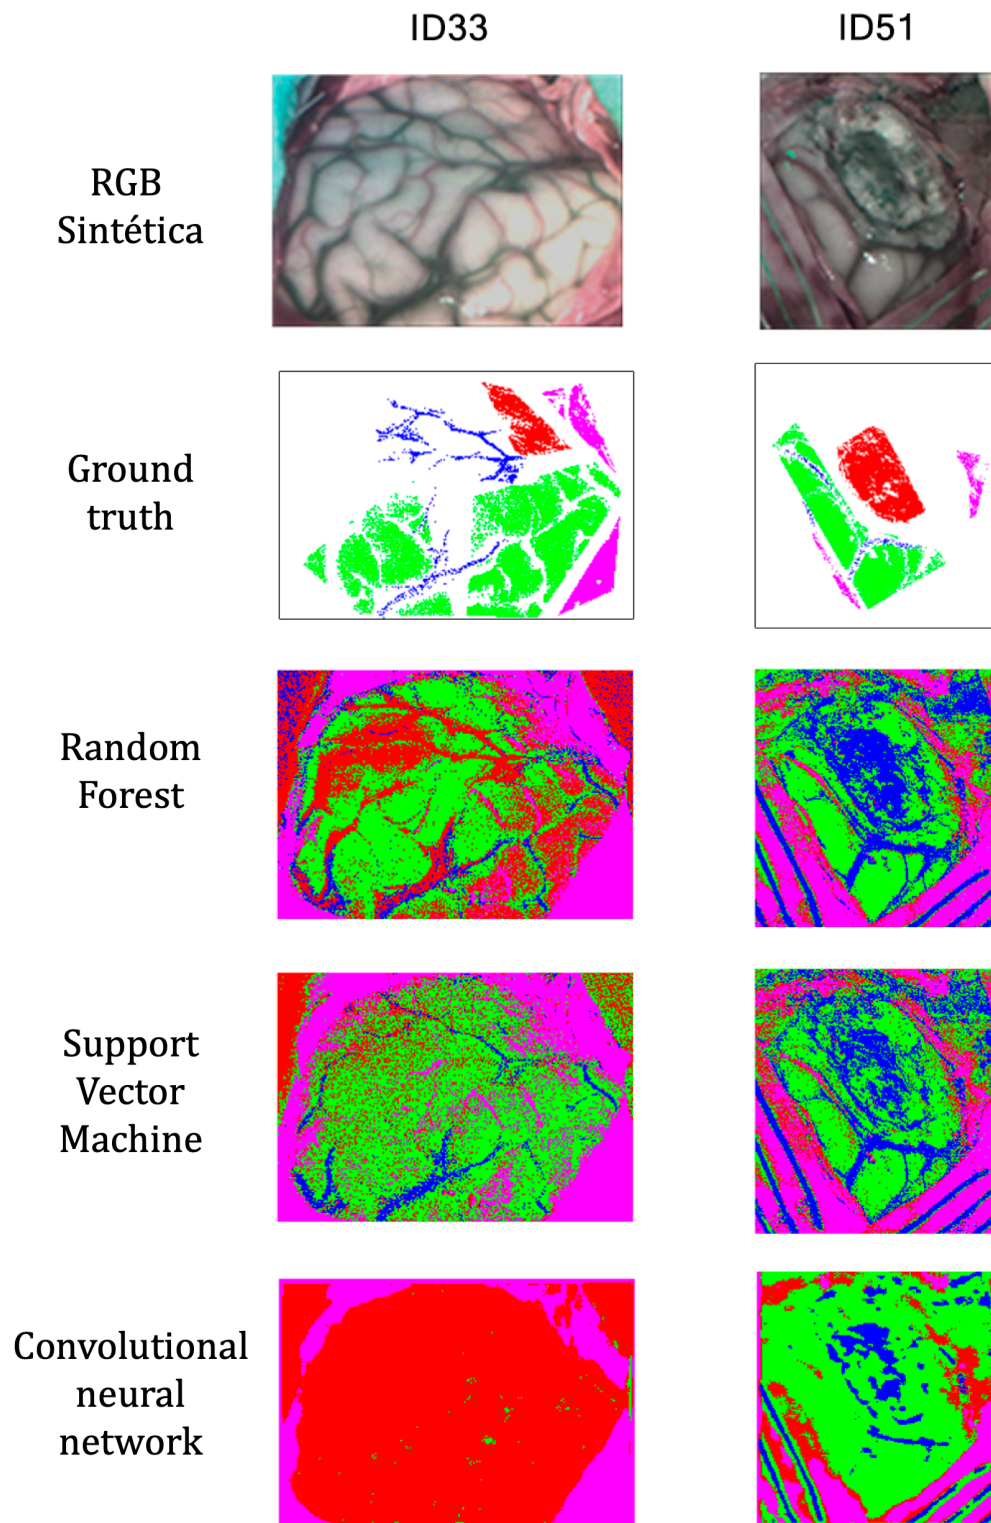 ID33
ID51
RGB
Sintética
Ground
truth
Random
Forest
Support
Vector
Machine
Convolutional
neural
network